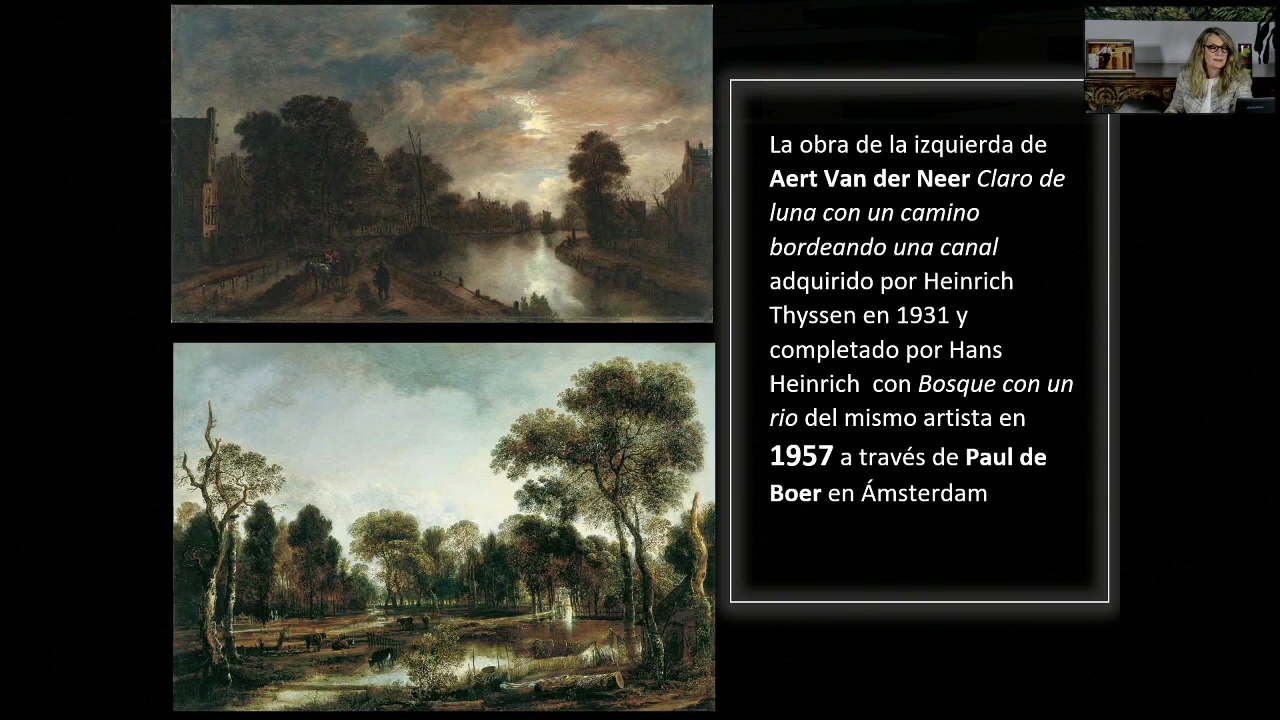 La obra de la izquierda de
Aert Van der Neer Claro de
luna con un camino
bordeando una canal
adquirido por Heinrich
Thyssen en 1931 y
completado por Hans
Heinrich con Bosque con un
rio del mismo artista en
1957 a través de Paul de
Boer en Ámsterdam